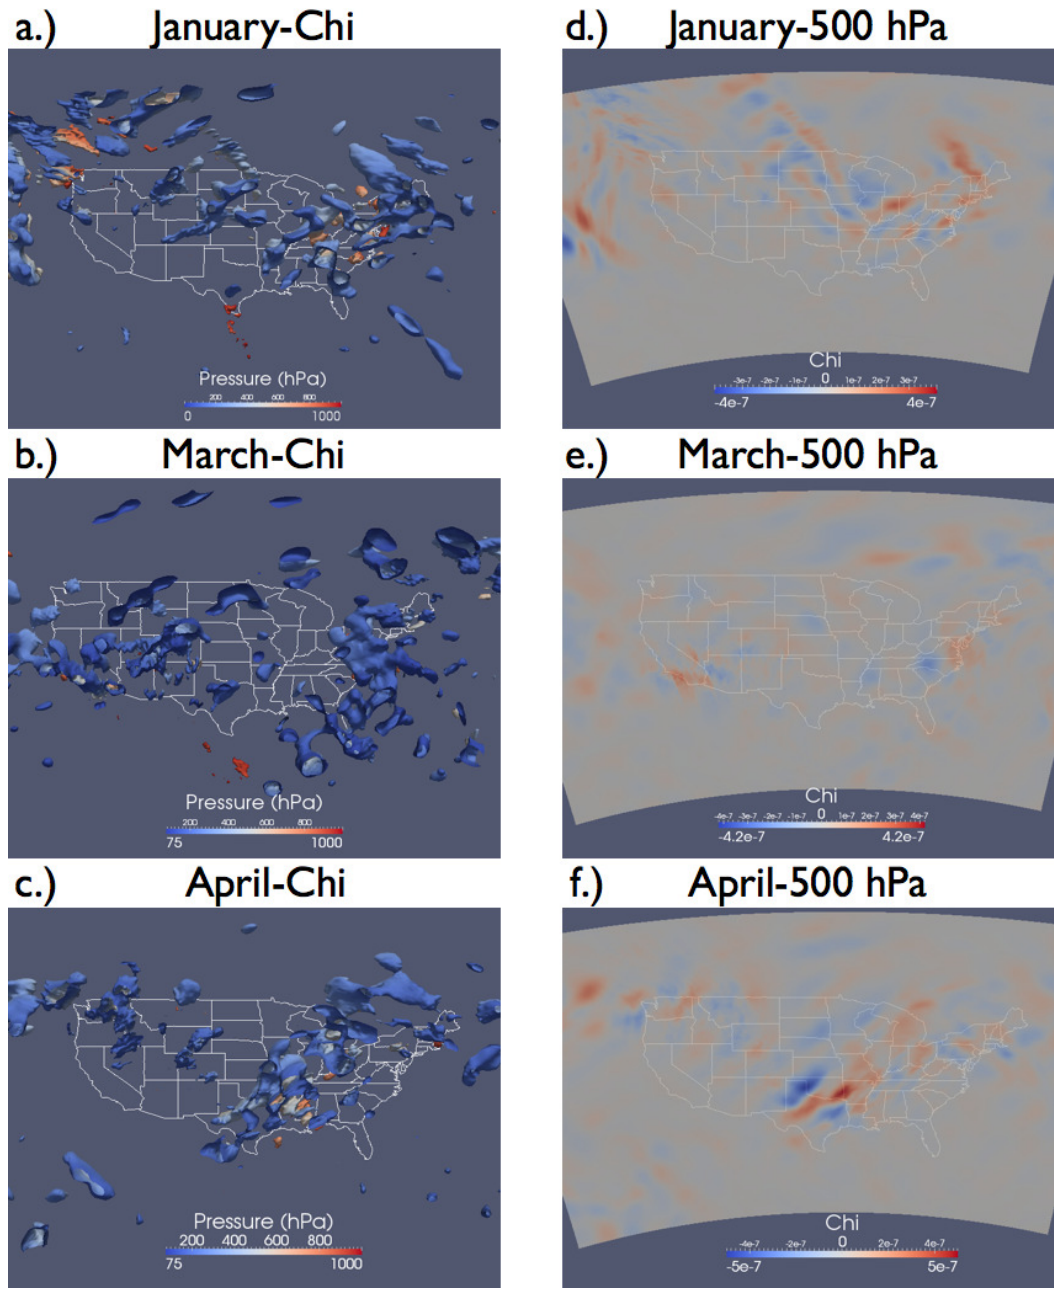 a.) January-Chi
d.) January-500 hPa
Pressure (hPa)
200 400 600 800
0 1000
Chi
-3e-7 -2e-7 -1e-7 0 1e-7 2e-7 3e-7
-4e-7 4e-7
b.) March-Chi
e.) March-500 hPa
Pressure (hPa)
200 400 600 800
75 1000
Chi
-4e-7 -3e-7 -2e-7 -1e-7 0 1e-7 2e-7 3e-7 4e-7
-4.2e-7 4.2e-7
c.) April-Chi
f.) April-500 hPa
Pressure (hPa)
200 400 600 800
75 1000
Chi
-4e-7 -2e-7 0 2e-7 4e-7
-5e-7 5e-7